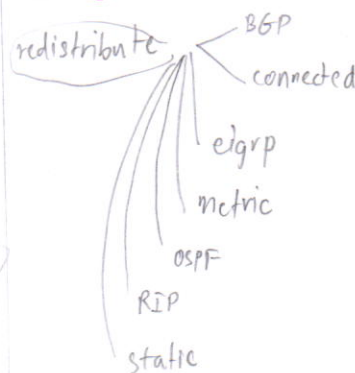 redistribute
BGP
connected
eigrp
metric
OSPF
RIP
static